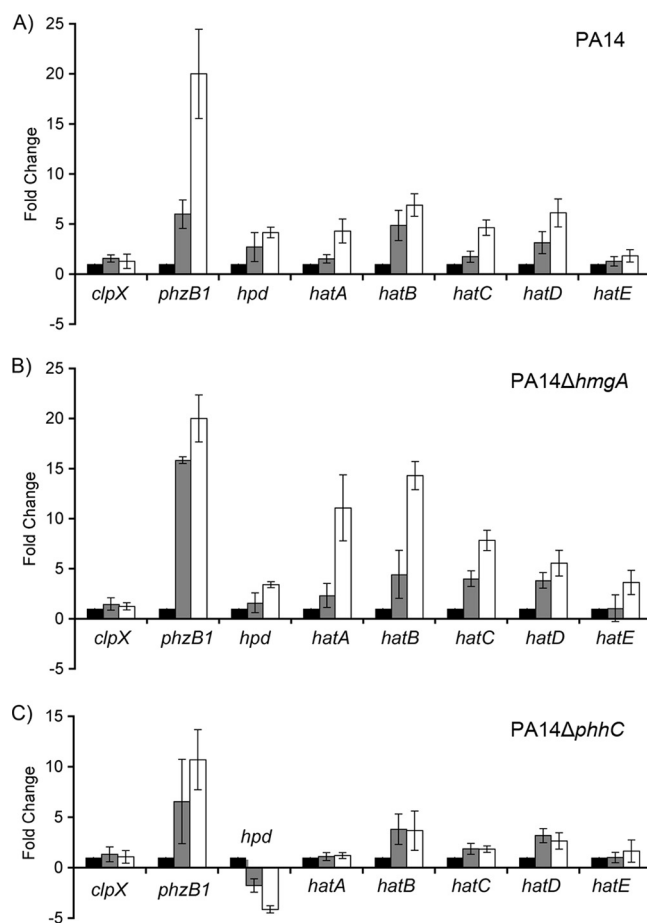 A)
PA14
25
20
15
10
5
0
-5
Fold Change
clpX phzB1 hpd hatA hatB hatC hatD hatE
B)
PA14ΔhmgA
25
20
15
10
5
0
-5
Fold Change
clpX phzB1 hpd hatA hatB hatC hatD hatE
C)
PA14ΔphhC
15
10
5
0
-5
Fold Change
hpd
clpX phzB1 hatA hatB hatC hatD hatE